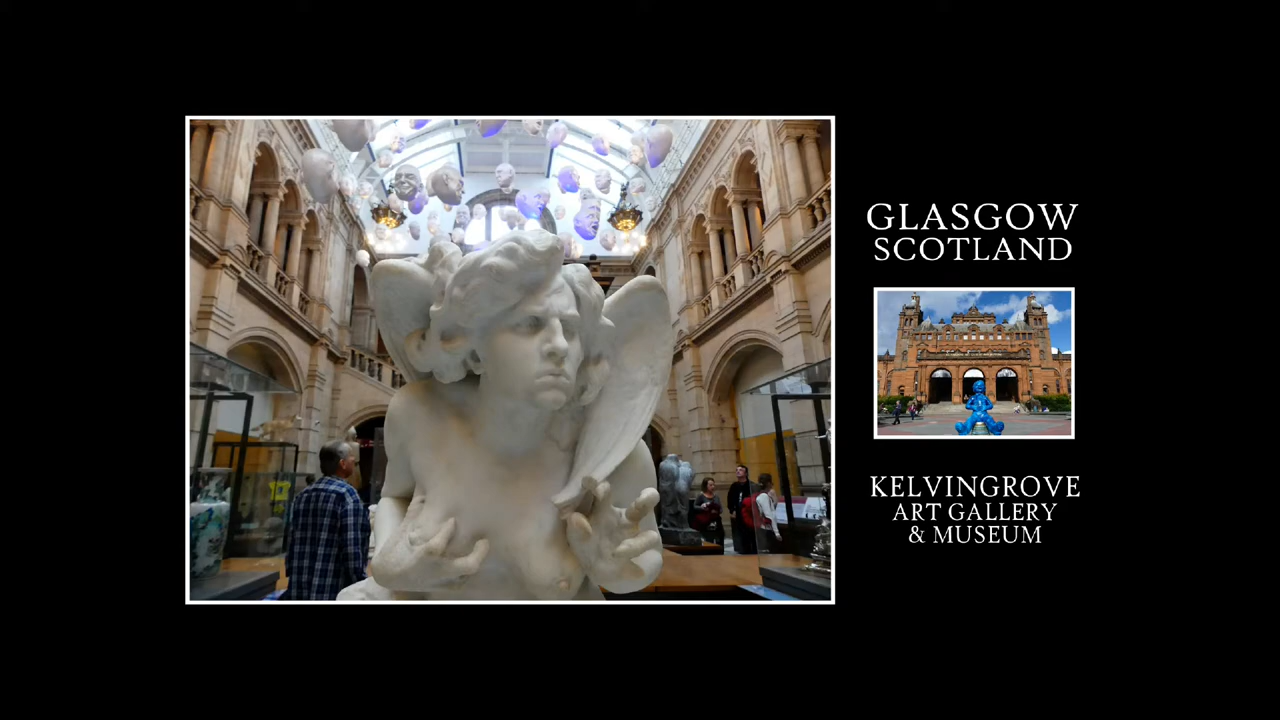 GLASGOW
SCOTLAND
KELVINGROVE
ART GALLERY
& MUSEUM